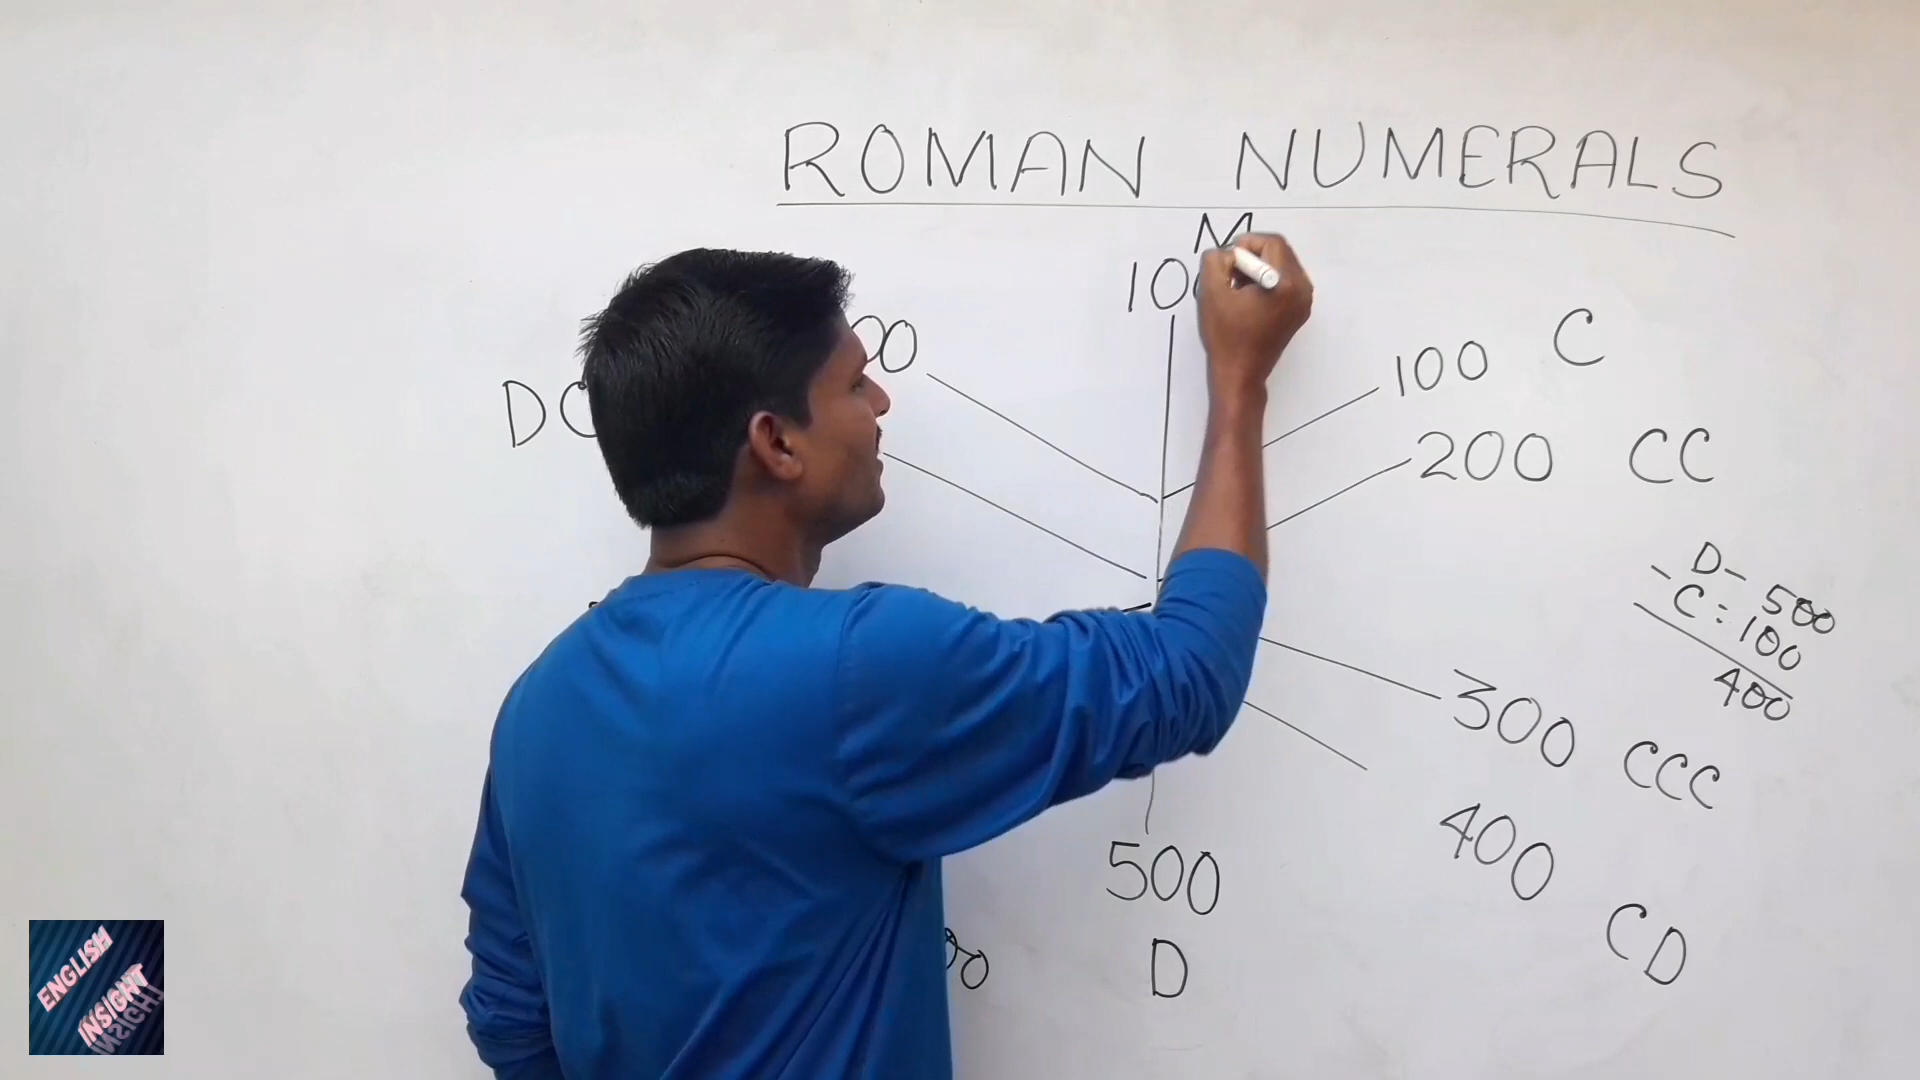 ROMAN NUMERALS
M
100 C
200 CC
D- 500
- C: 100
400
300 CCC
400
CD
500
D
ENGLISH
INSIGHT